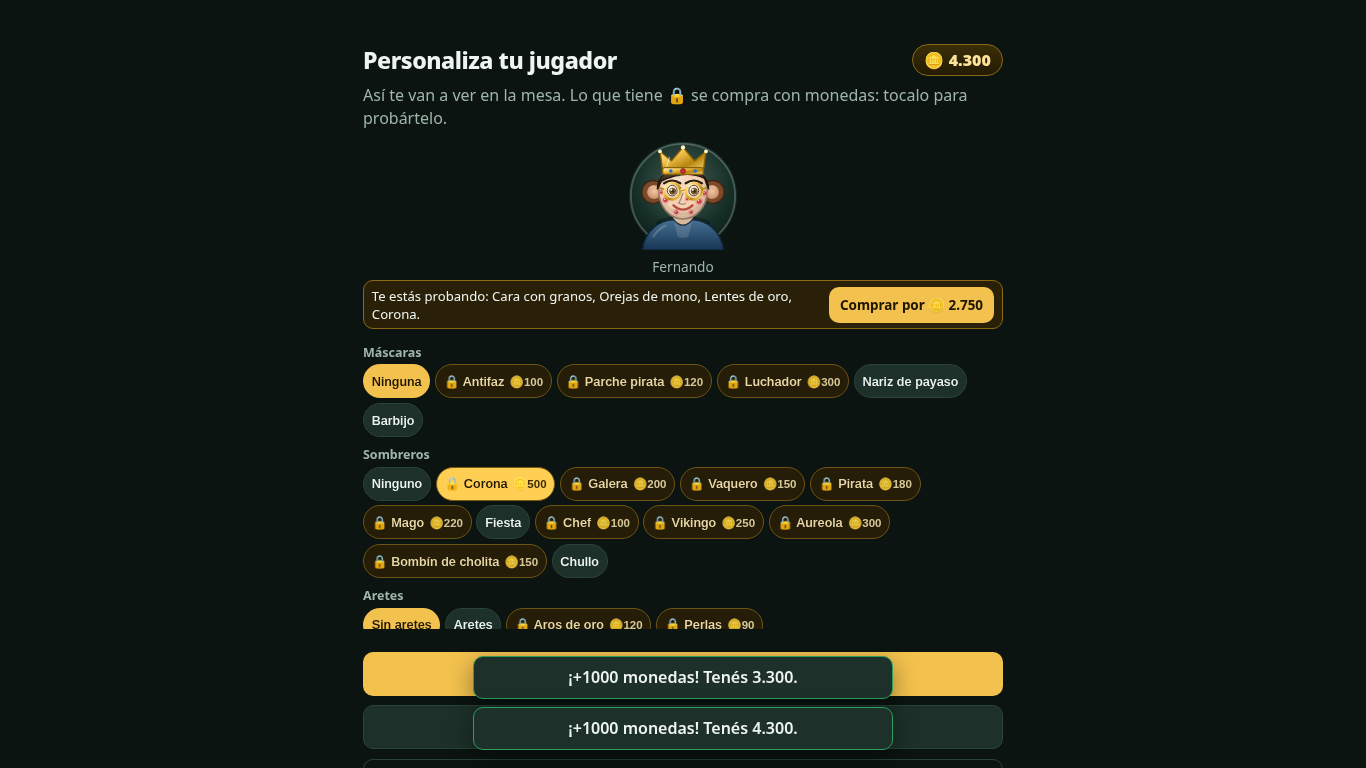 Personaliza tu jugador
🪙 4.300
Así te van a ver en la mesa. Lo que tiene 🔒 se compra con monedas: tocalo para
probártelo.
Fernando
Te estás probando: Cara con granos, Orejas de mono, Lentes de oro,
Corona.
Comprar por 🪙 2.750
Máscaras
Ninguna 🔒 Antifaz 🪙100 🔒 Parche pirata 🪙120 🔒 Luchador 🪙300 Nariz de payaso
Barbijo
Sombreros
Ninguno 🔒 Corona 🪙500 🔒 Galera 🪙200 🔒 Vaquero 🪙150 🔒 Pirata 🪙180
🔒 Mago 🪙220 Fiesta 🔒 Chef 🪙100 🔒 Vikingo 🪙250 🔒 Aureola 🪙300
🔒 Bombín de cholita 🪙150 Chullo
Aretes
Sin aretes Aretes 🔒 Aros de oro 🪙120 🔒 Perlas 🪙90
¡+1000 monedas! Tenés 3.300.
¡+1000 monedas! Tenés 4.300.